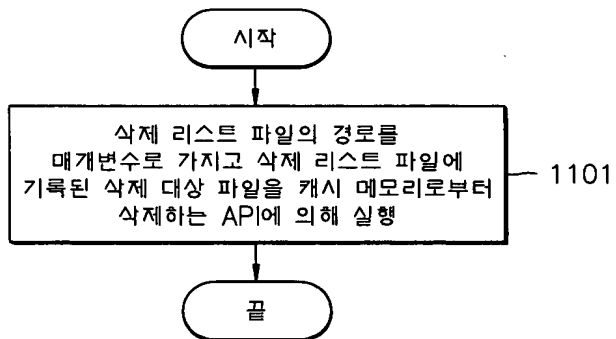 시작
삭제 리스트 파일의 경로를
매개변수로 가지고 삭제 리스트 파일에
기록된 삭제 대상 파일을 캐시 메모리로부터
삭제하는 API에 의해 실행
1101
끝